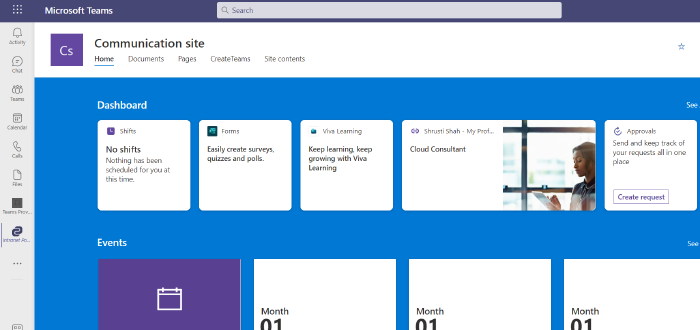 Microsoft Teams
Search
Activity
Chat
Teams
Calendar
Calls
Files
Teams Prov...
Intranet Po...
Cs
Communication site
Home Documents Pages CreateTeams Site contents
Dashboard
See
Shifts
No shifts
Nothing has been
scheduled for you at
this time.
Forms
Easily create surveys,
quizzes and polls.
Viva Learning
Keep learning, keep
growing with Viva
Learning
Shrusti Shah - My Prof...
Cloud Consultant
Approvals
Send and keep track of
your requests all in one
place
Create request
Events
See
Month
01
Month
01
Month
01